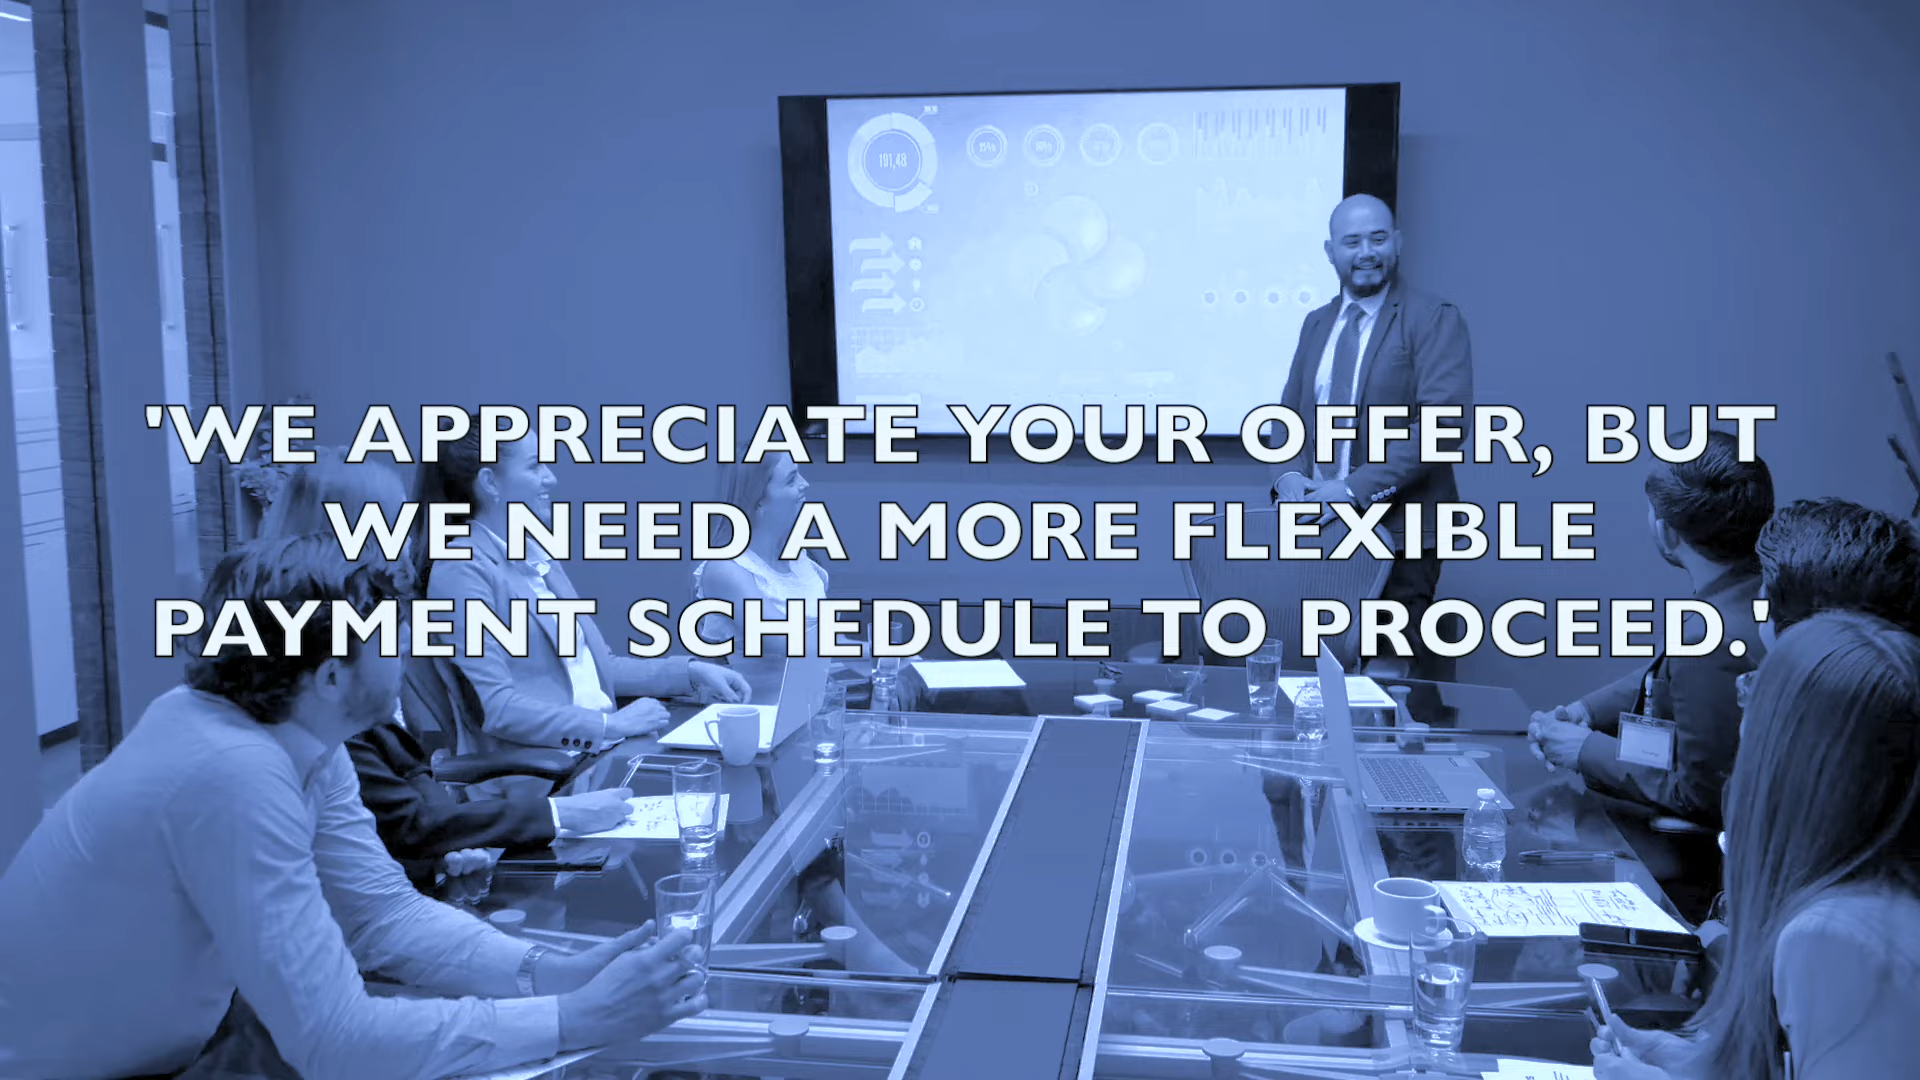 191,48
'WE APPRECIATE YOUR OFFER, BUT
WE NEED A MORE FLEXIBLE
PAYMENT SCHEDULE TO PROCEED.'